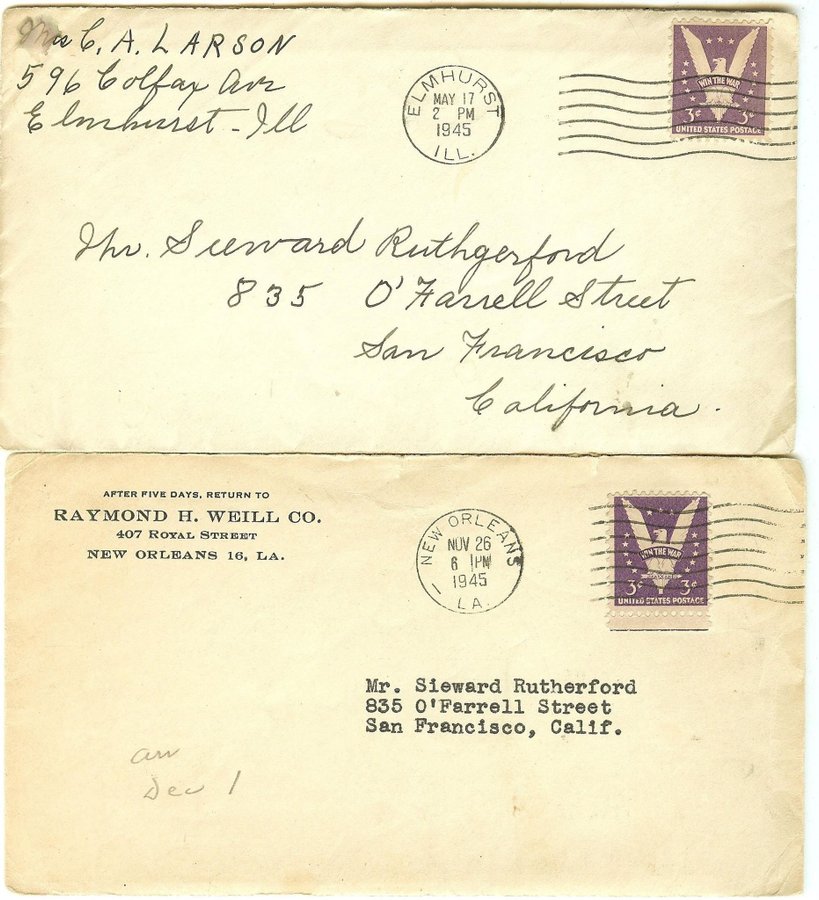 Mrs C. A. LARSON
596 Colfax Ave
Elmhurst - Ill
ELMHURST
MAY 17
2 PM
1945
ILL.
WIN THE WAR
3¢ 3¢
UNITED STATES POSTAGE
Mr. Sieward Ruthgerford
835 O'Farrell Street
San Francisco
California.
AFTER FIVE DAYS, RETURN TO
RAYMOND H. WEILL CO.
407 ROYAL STREET
NEW ORLEANS 16, LA.
NEW ORLEANS
NOV 26
6 PM
1945
LA.
WIN THE WAR
3¢ 3¢
UNITED STATES POSTAGE
Mr. Sieward Rutherford
835 O'Farrell Street
San Francisco, Calif.
arr
Dec 1